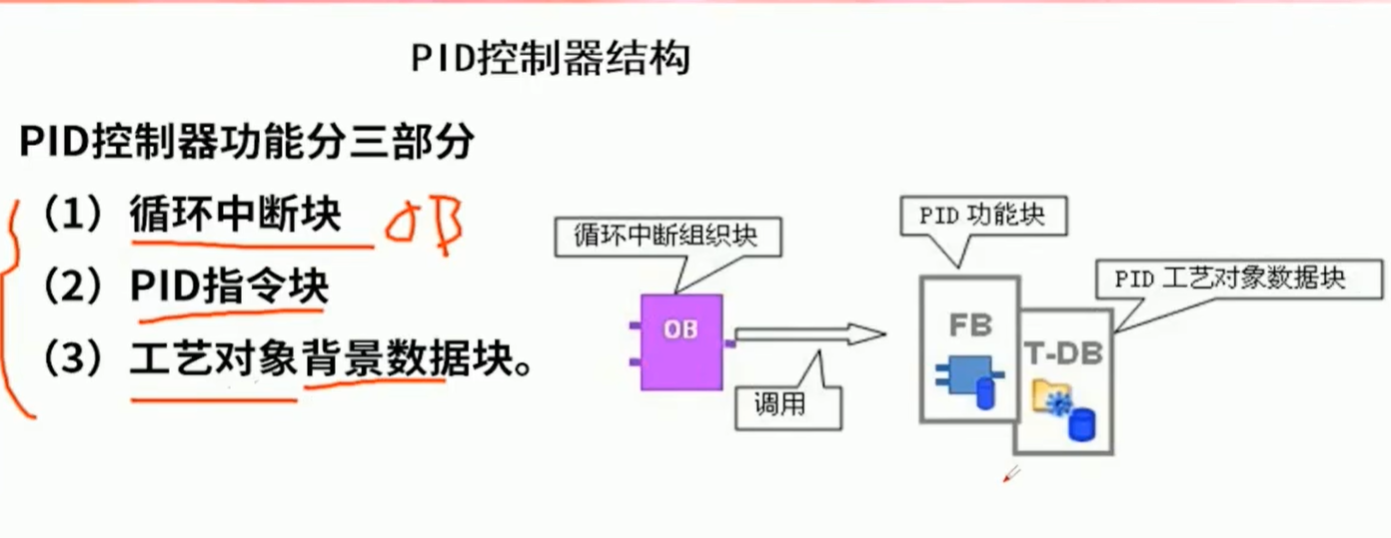 PID控制器结构
PID控制器功能分三部分
（1）循环中断块 OB
（2）PID指令块
（3）工艺对象背景数据块。
循环中断组织块
OB
调用
PID 功能块
PID 工艺对象数据块
FB
T-DB